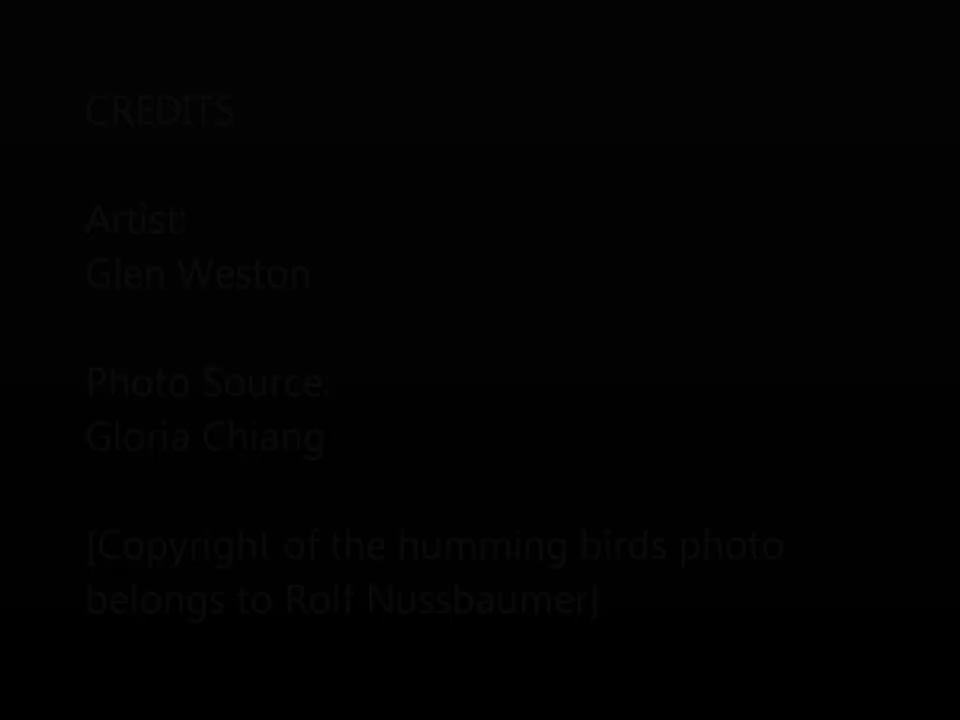 CREDITS
Artist:
Glen Weston
Photo Source:
Gloria Chiang
[Copyright of the humming birds photo
belongs to Rolf Nussbaumer]